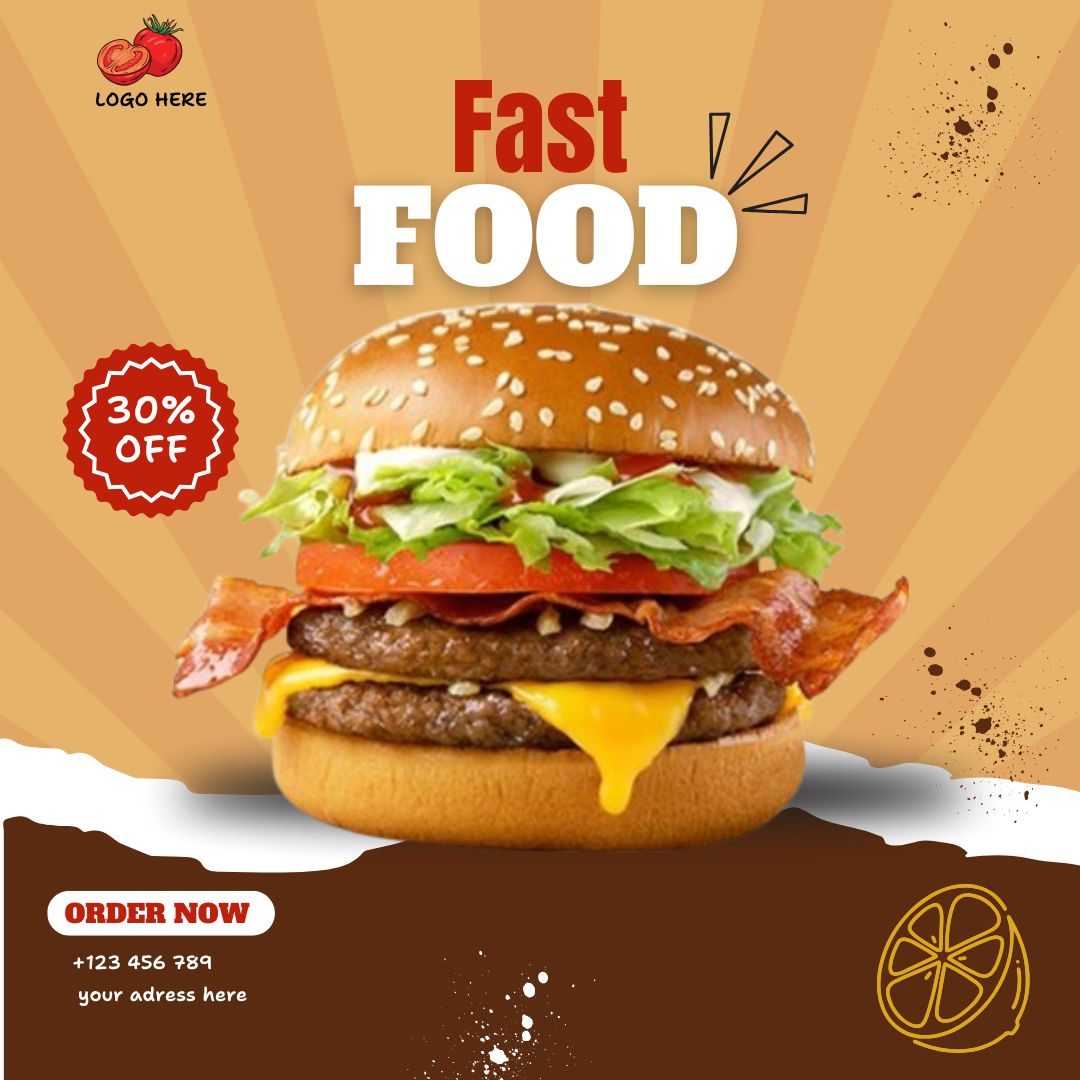 LOGO HERE
Fast
FOOD
30%
OFF
ORDER NOW
+123 456 789
your adress here